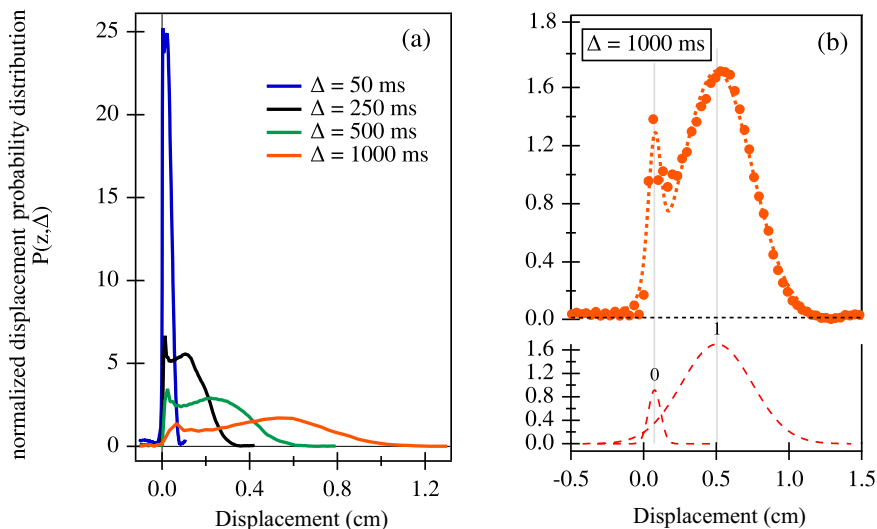 normalized displacement probability distribution
P(z,Δ)
(a)
25
20
15
10
5
0
Δ = 50 ms
Δ = 250 ms
Δ = 500 ms
Δ = 1000 ms
0.0 0.4 0.8 1.2
Displacement (cm)
(b)
Δ = 1000 ms
1.8
1.6
1.2
0.8
0.4
0.0
1
0
1.6
1.2
0.8
0.4
0.0
-0.5 0.0 0.5 1.0 1.5
Displacement (cm)